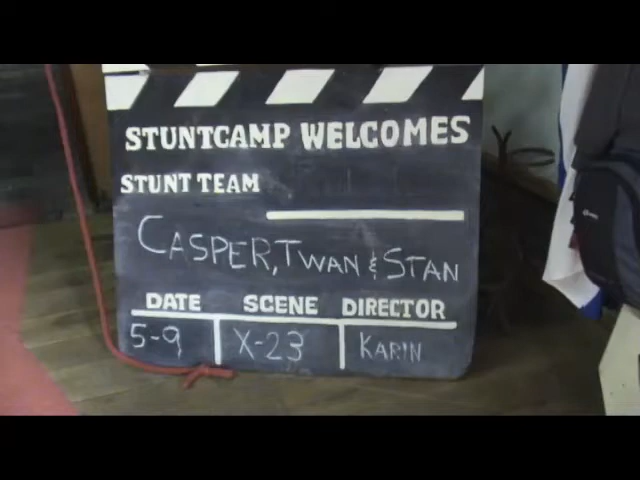 STUNTCAMP WELCOMES
STUNT TEAM
CASPER, TWAN & STAN
DATE SCENE DIRECTOR
5-9 X-23 KARIN